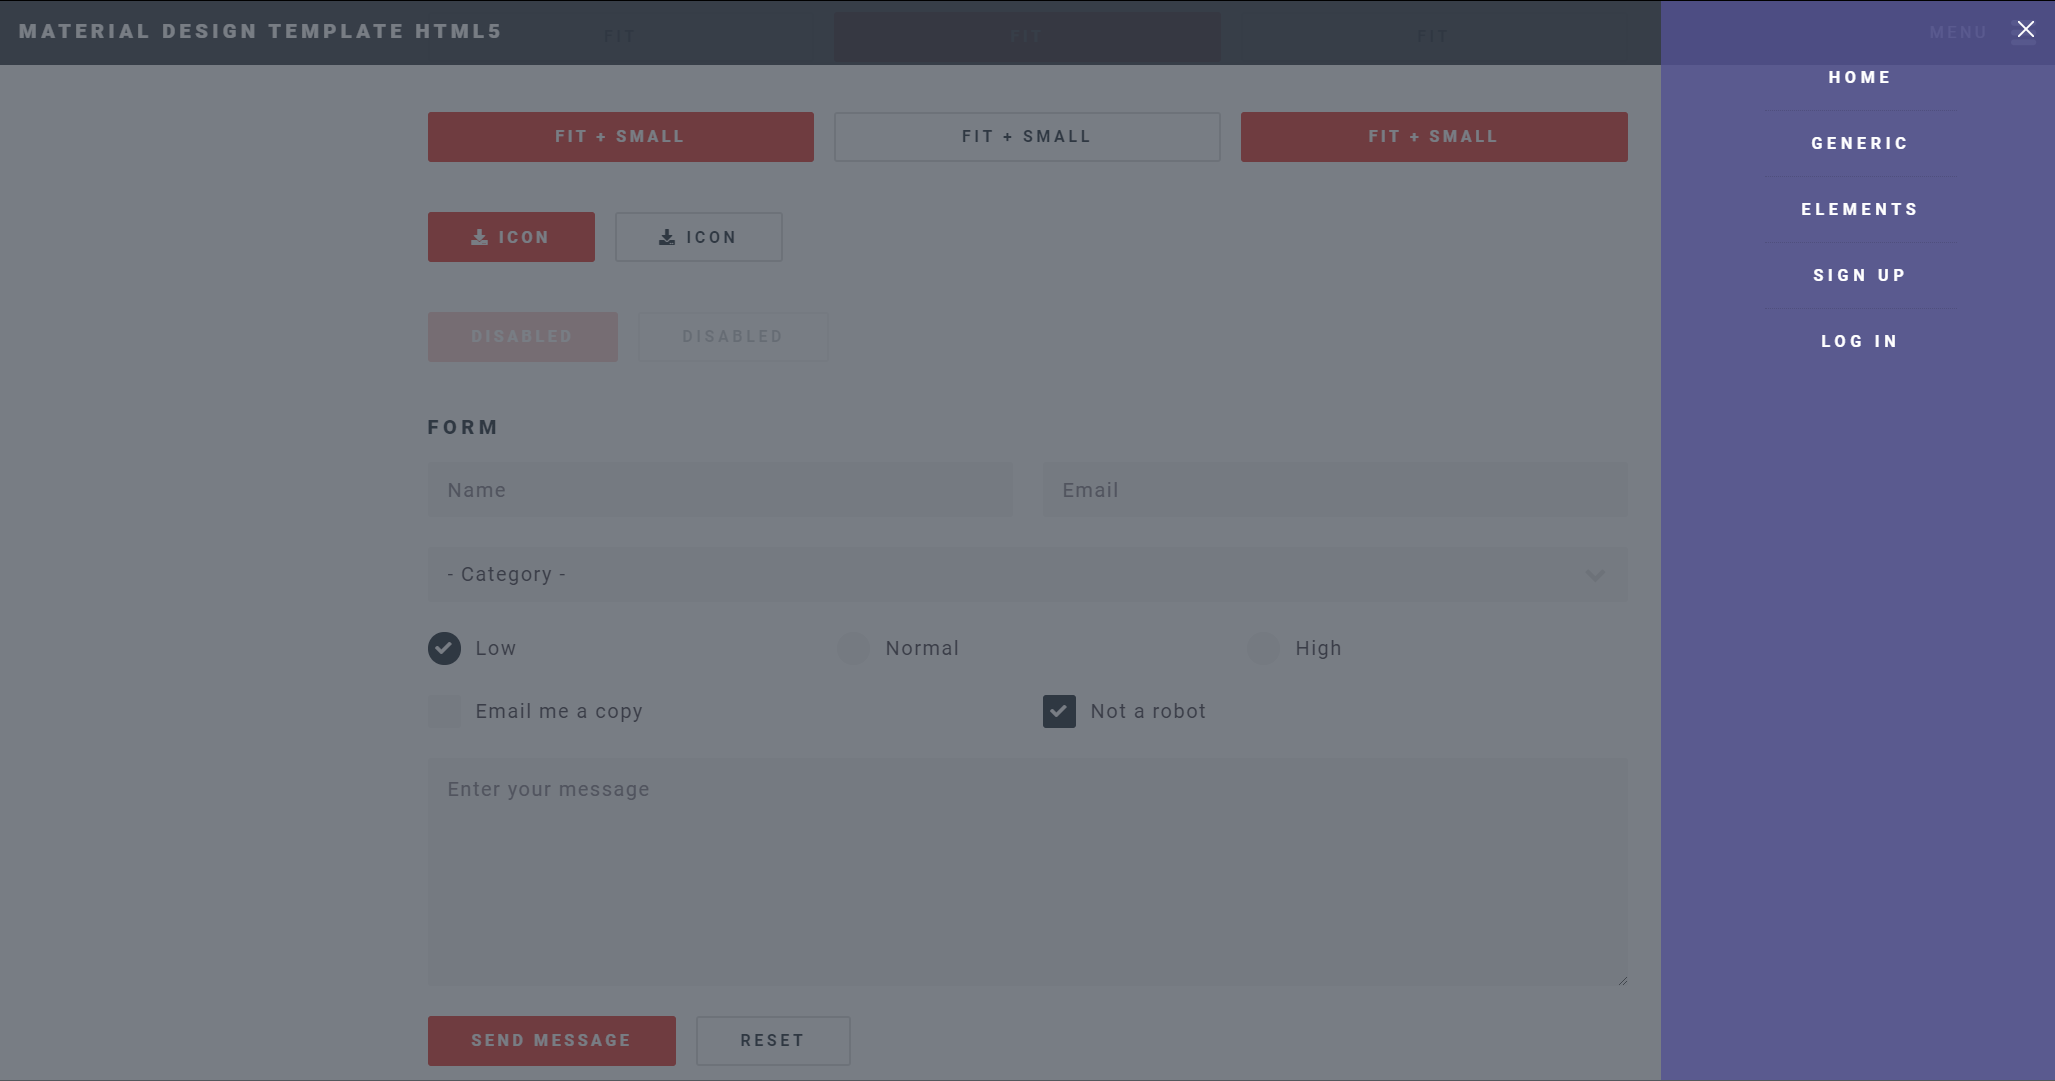 MATERIAL DESIGN TEMPLATE HTML5
FIT
FIT
FIT
MENU
HOME
GENERIC
ELEMENTS
SIGN UP
LOG IN
FIT + SMALL
FIT + SMALL
FIT + SMALL
ICON
ICON
DISABLED
DISABLED
FORM
Name
Email
- Category -
Low
Normal
High
Email me a copy
Not a robot
Enter your message
SEND MESSAGE
RESET